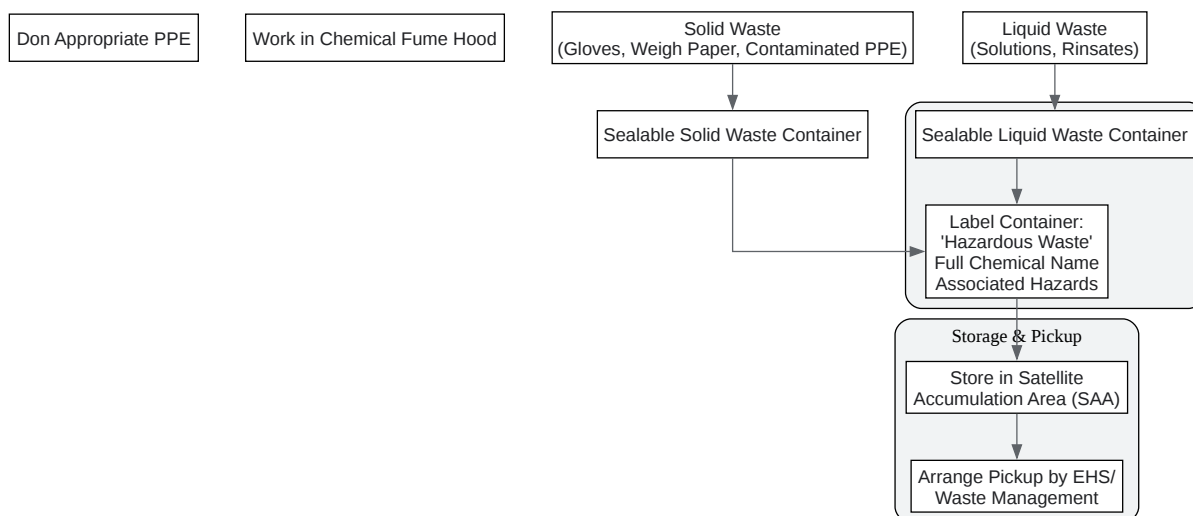 Don Appropriate PPE
Work in Chemical Fume Hood
Solid Waste
(Gloves, Weigh Paper, Contaminated PPE)
Liquid Waste
(Solutions, Rinsates)
Sealable Solid Waste Container
Sealable Liquid Waste Container
Label Container:
'Hazardous Waste'
Full Chemical Name
Associated Hazards
Storage & Pickup
Store in Satellite
Accumulation Area (SAA)
Arrange Pickup by EHS/
Waste Management